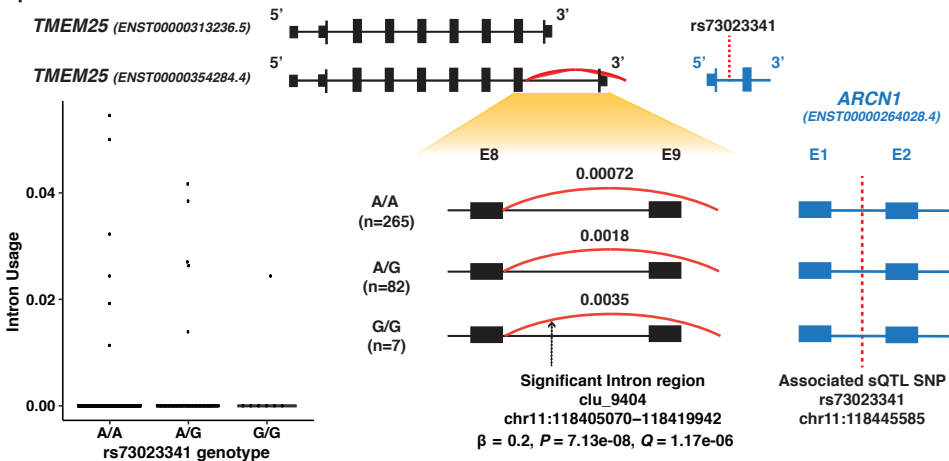 5' 3'
TMEM25 (ENST00000313236.5)
5' 3'
TMEM25 (ENST00000354284.4)
rs73023341
5' 3'
ARCN1
(ENST00000264028.4)
E8 E9
E1 E2
0.00072
A/A
(n=265)
0.0018
A/G
(n=82)
0.0035
G/G
(n=7)
Significant Intron region
clu_9404
chr11:118405070–118419942
β = 0.2, P = 7.13e-08, Q = 1.17e-06
Associated sQTL SNP
rs73023341
chr11:118445585
Intron Usage
0.04
0.02
0.00
A/A A/G G/G
rs73023341 genotype